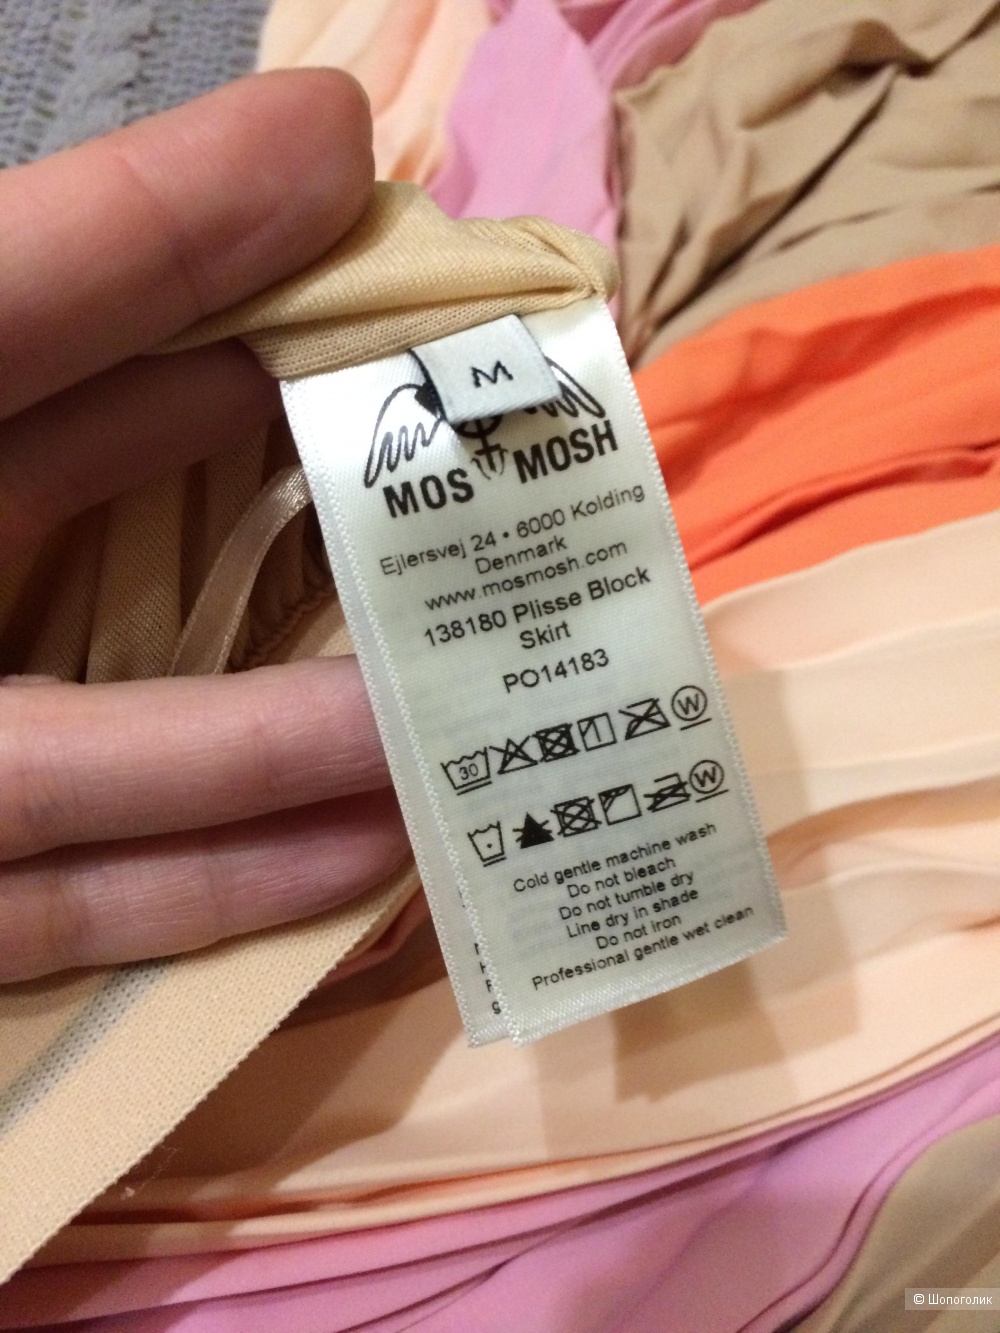 M
MOS MOSH
Ejlersvej 24 • 6000 Kolding
Denmark
www.mosmosh.com
138180 Plisse Block
Skirt
PO14183
30 W
W
Cold gentle machine wash
Do not bleach
Do not tumble dry
Line dry in shade
Do not iron
Professional gentle wet clean
© Шопоголик